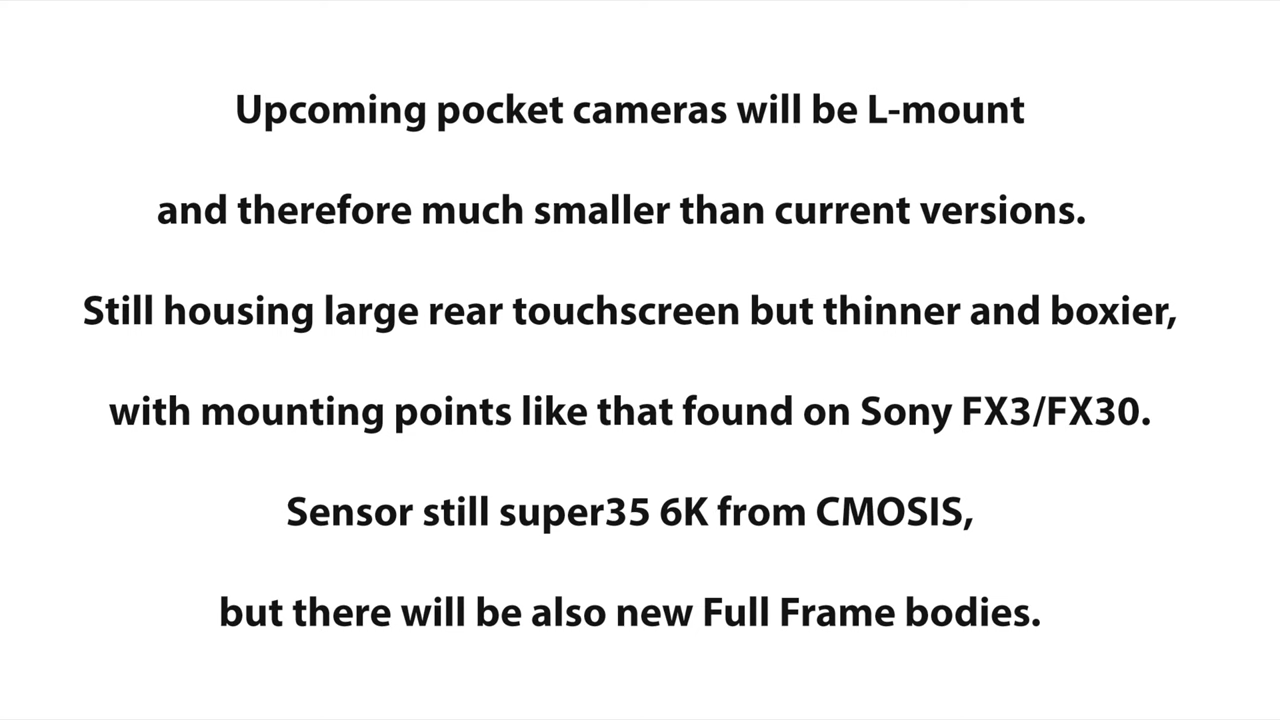 Upcoming pocket cameras will be L-mount
and therefore much smaller than current versions.
Still housing large rear touchscreen but thinner and boxier,
with mounting points like that found on Sony FX3/FX30.
Sensor still super35 6K from CMOSIS,
but there will be also new Full Frame bodies.